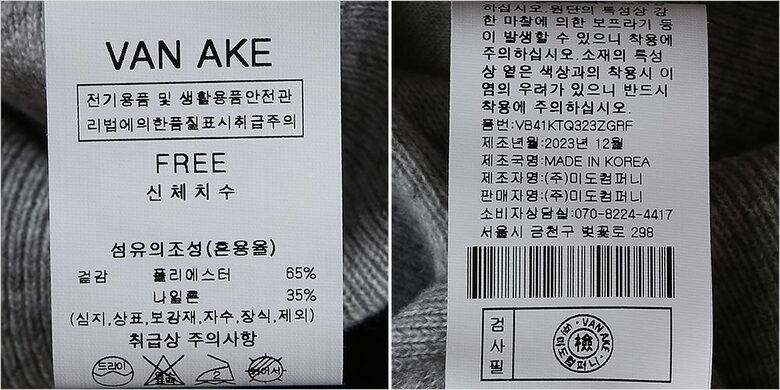 VAN AKE
전기용품 및 생활용품안전관
리법에의한품질표시취급주의
FREE
신체치수
섬유의조성(혼용율)
겉감 폴리에스터 65%
나일론 35%
(심지,상표,보강재,자수,장식,제외)
취급상 주의사항
드라이
2
하십시오.원단의 특성상 강
한 마찰에 의한 보프라기 등
이 발생할 수 있으니 착용에
주의하십시오.소재의 특성
상 옅은 색상과의 착용시 이
염의 우려가 있으니 반드시
착용에 주의하십시오.
품번:VB41KTQ323ZGRF
제조년월:2023년 12월
제조국명:MADE IN KOREA
제조자명:(주)미도컴퍼니
판매자명:(주)미도컴퍼니
소비자상담실:070-8224-4417
서울시 금천구 벚꽃로 298
검사필
VAN AKE
檢
㈜미도컴퍼니